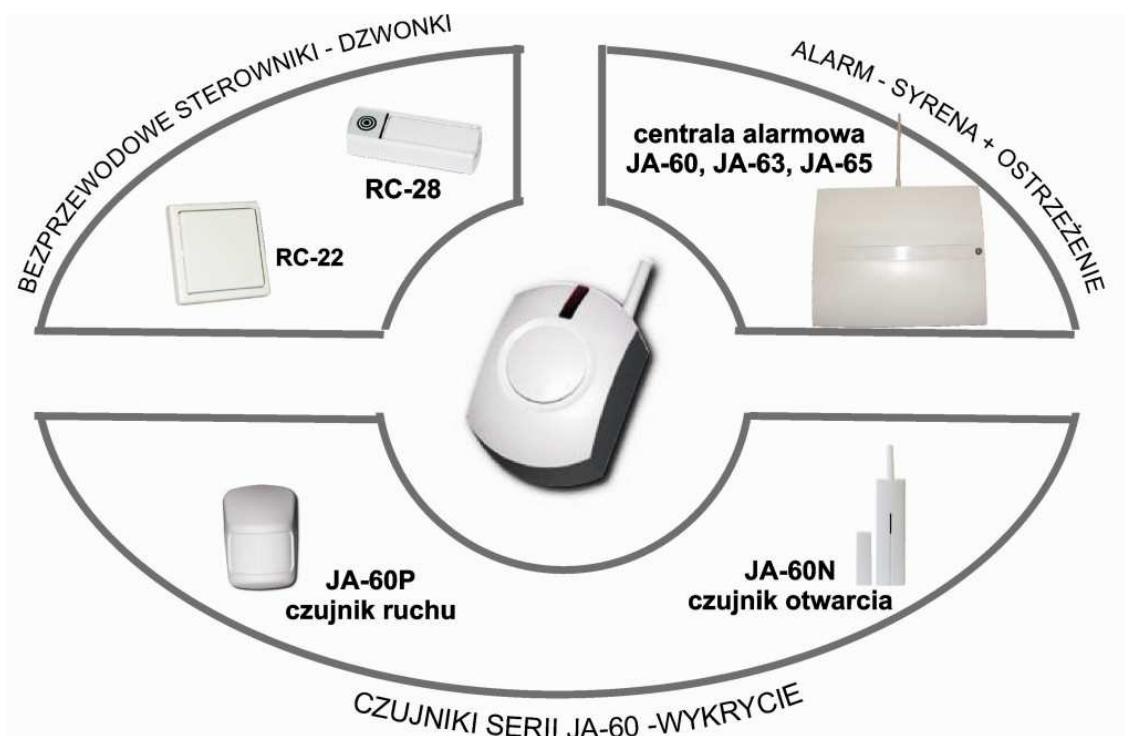 BEZPRZEWODOWE STEROWNIKI - DZWONKI
ALARM - SYRENA + OSTRZEŻENIE
RC-28
RC-22
centrala alarmowa
JA-60, JA-63, JA-65
JA-60P
czujnik ruchu
JA-60N
czujnik otwarcia
CZUJNIKI SERII JA-60 -WYKRYCIE